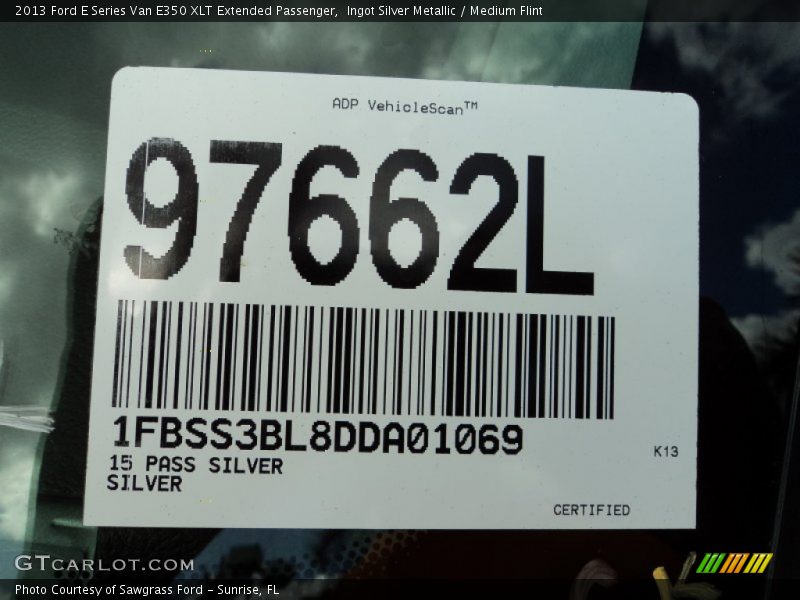 2013 Ford E Series Van E350 XLT Extended Passenger,  Ingot Silver Metallic / Medium Flint
ADP VehicleScan™
97662L
1FBSS3BL8DDA01069
15 PASS SILVER
SILVER
K13
CERTIFIED
GTCARLOT.COM
Photo Courtesy of Sawgrass Ford - Sunrise, FL